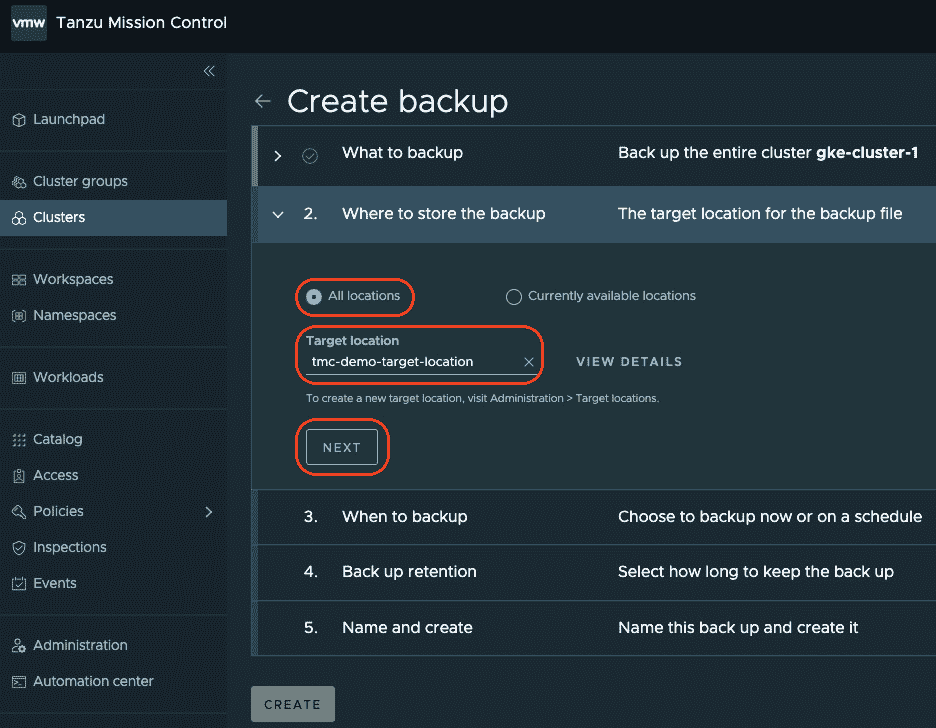 vmw Tanzu Mission Control
Launchpad
Cluster groups
Clusters
Workspaces
Namespaces
Workloads
Catalog
Access
Policies
Inspections
Events
Administration
Automation center
Create backup
What to backup Back up the entire cluster gke-cluster-1
2. Where to store the backup The target location for the backup file
All locations Currently available locations
Target location
tmc-demo-target-location VIEW DETAILS
To create a new target location, visit Administration > Target locations.
NEXT
3. When to backup Choose to backup now or on a schedule
4. Back up retention Select how long to keep the back up
5. Name and create Name this back up and create it
CREATE